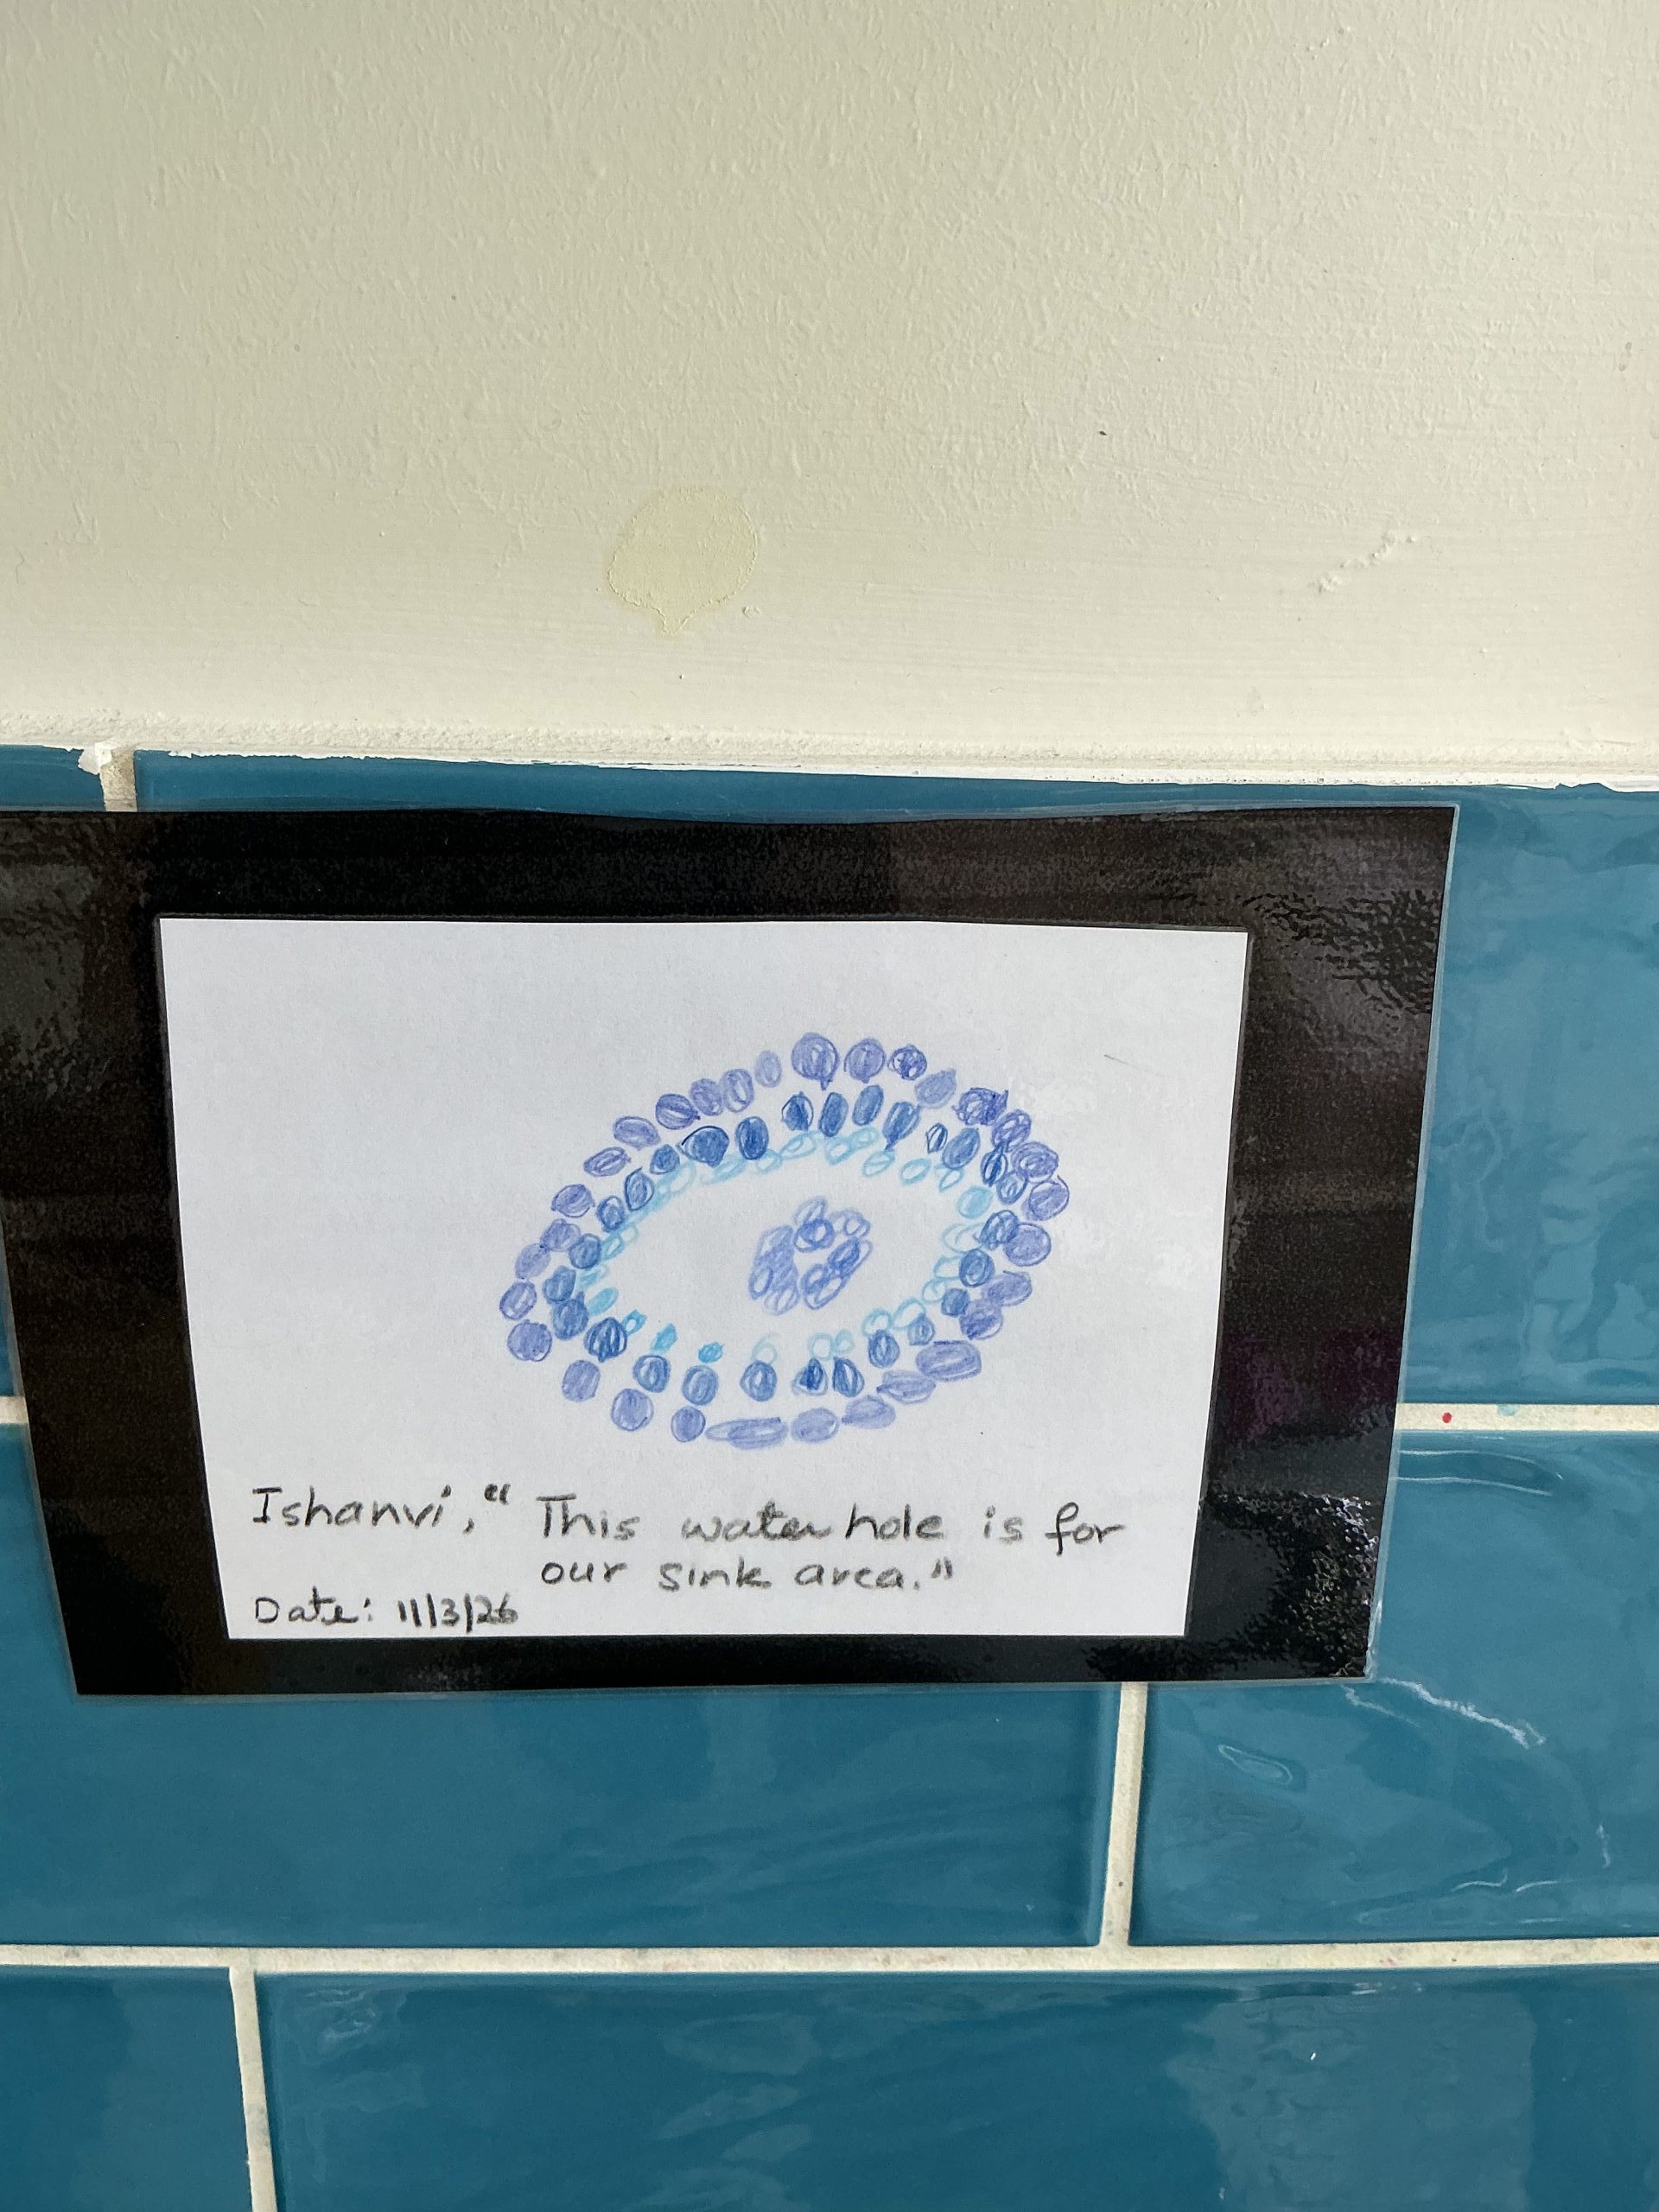 Ishanvi, " This water hole is for
our sink area."
Date: 11/3/26